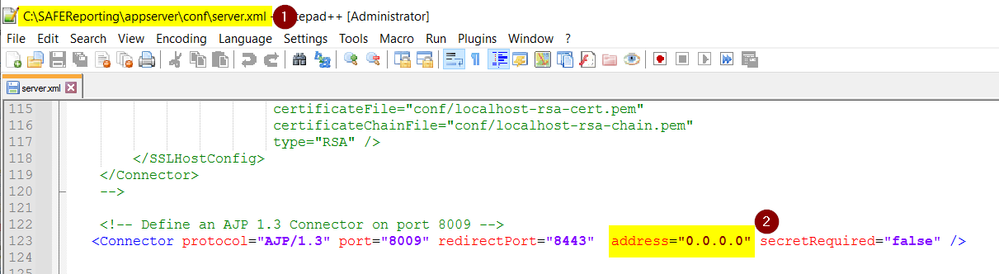 C:\SAFEReporting\appserver\conf\server.xml 1 tepad++ [Administrator]
File Edit Search View Encoding Language Settings Tools Macro Run Plugins Window ?
server.xml
115 certificateFile="conf/localhost-rsa-cert.pem"
116 certificateChainFile="conf/localhost-rsa-chain.pem"
117 type="RSA" />
118 </SSLHostConfig>
119 </Connector>
120 -->
121
122 <!-- Define an AJP 1.3 Connector on port 8009 -->
2
123 <Connector protocol="AJP/1.3" port="8009" redirectPort="8443" address="0.0.0.0" secretRequired="false" />
124